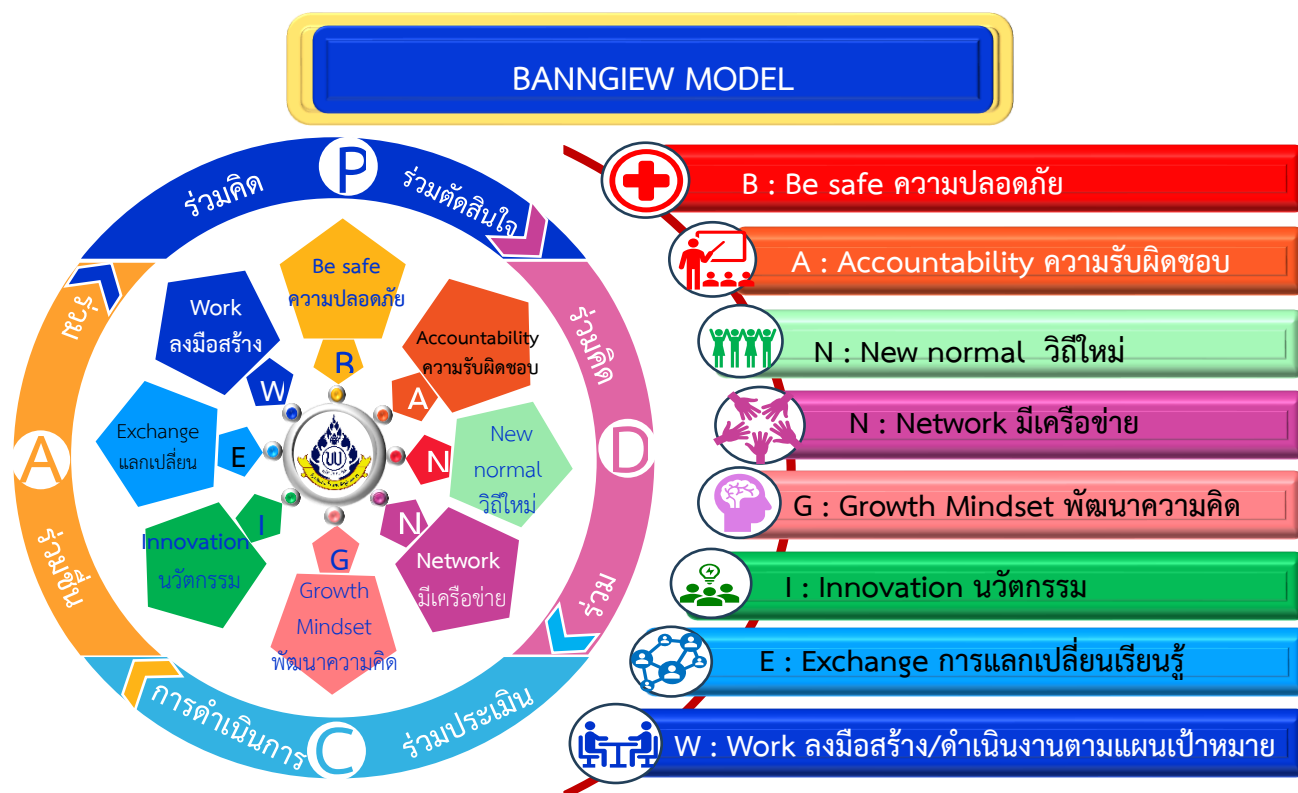 BANNGIEW MODEL
P
ร่วมคิด
ร่วมตัดสินใจ
ร่วมคิด
D
ร่วม
ร่วมประเมิน
C
การดำเนินการ
ร่วมชื่น
A
ร่วม
Be safe
ความปลอดภัย
B
Accountability
ความรับผิดชอบ
A
New
normal
วิถีใหม่
N
Network
มีเครือข่าย
N
G
Growth
Mindset
พัฒนาความคิด
I
Innovation
นวัตกรรม
Exchange
แลกเปลี่ยน
E
Work
ลงมือสร้าง
W
B : Be safe ความปลอดภัย
A : Accountability ความรับผิดชอบ
N : New normal วิถีใหม่
N : Network มีเครือข่าย
G : Growth Mindset พัฒนาความคิด
I : Innovation นวัตกรรม
E : Exchange การแลกเปลี่ยนเรียนรู้
W : Work ลงมือสร้าง/ดำเนินงานตามแผนเป้าหมาย